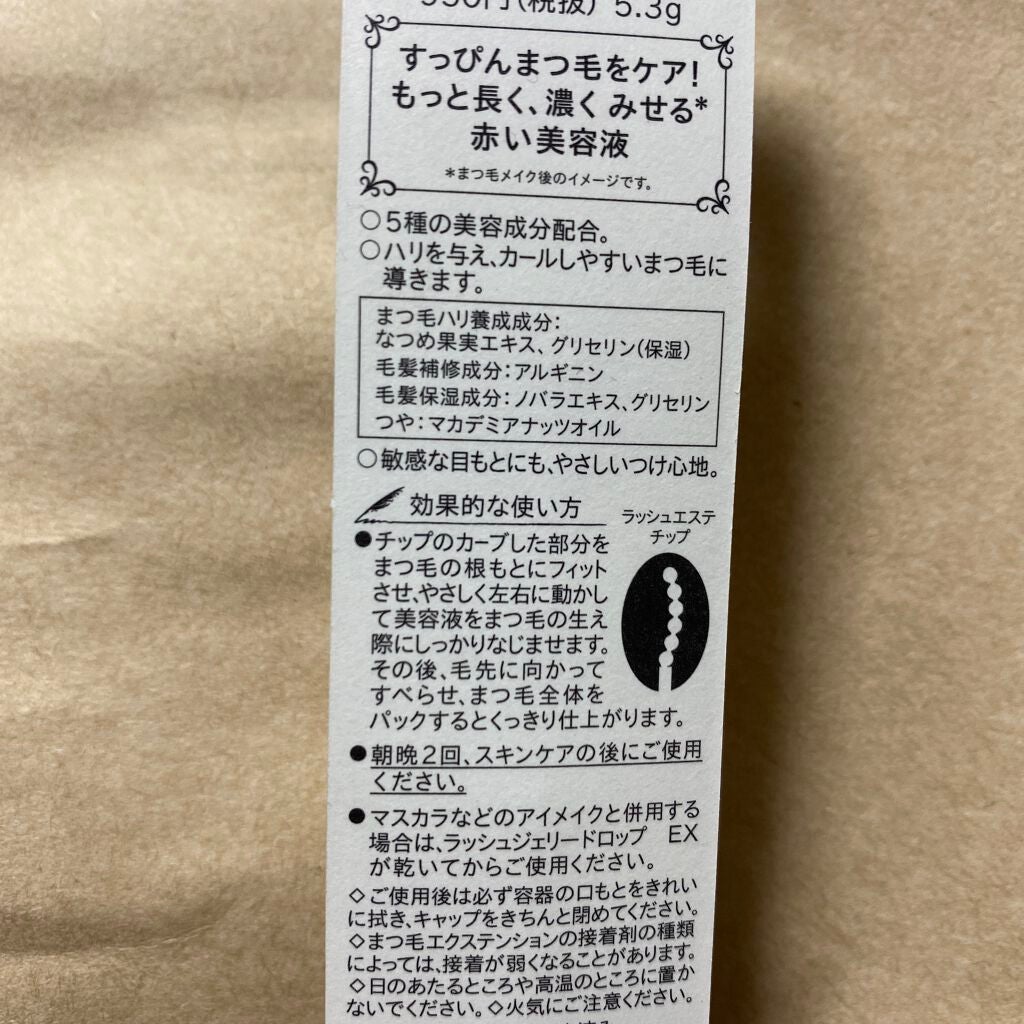 円(税抜) 5.3g
すっぴんまつ毛をケア!
もっと長く、濃く みせる*
赤い美容液
*まつ毛メイク後のイメージです。
○5種の美容成分配合。
○ハリを与え、カールしやすいまつ毛に
導きます。
まつ毛ハリ養成成分:
なつめ果実エキス、グリセリン(保湿)
毛髪補修成分:アルギニン
毛髪保湿成分:ノバラエキス、グリセリン
つや:マカデミアナッツオイル
○敏感な目もとにも、やさしいつけ心地。
効果的な使い方
ラッシュエステ
チップ
●チップのカーブした部分を
まつ毛の根もとにフィット
させ、やさしく左右に動かし
て美容液をまつ毛の生え
際にしっかりなじませます。
その後、毛先に向かって
すべらせ、まつ毛全体を
パックするとくっきり仕上がります。
●朝晩2回、スキンケアの後にご使用
ください。
●マスカラなどのアイメイクと併用する
場合は、ラッシュジェリードロップ EX
が乾いてからご使用ください。
◇ご使用後は必ず容器の口もとをきれい
に拭き、キャップをきちんと閉めてください。
◇まつ毛エクステンションの接着剤の種類
によっては、接着が弱くなることがあります。
◇日のあたるところや高温のところに置か
ないでください。◇火気にご注意ください。